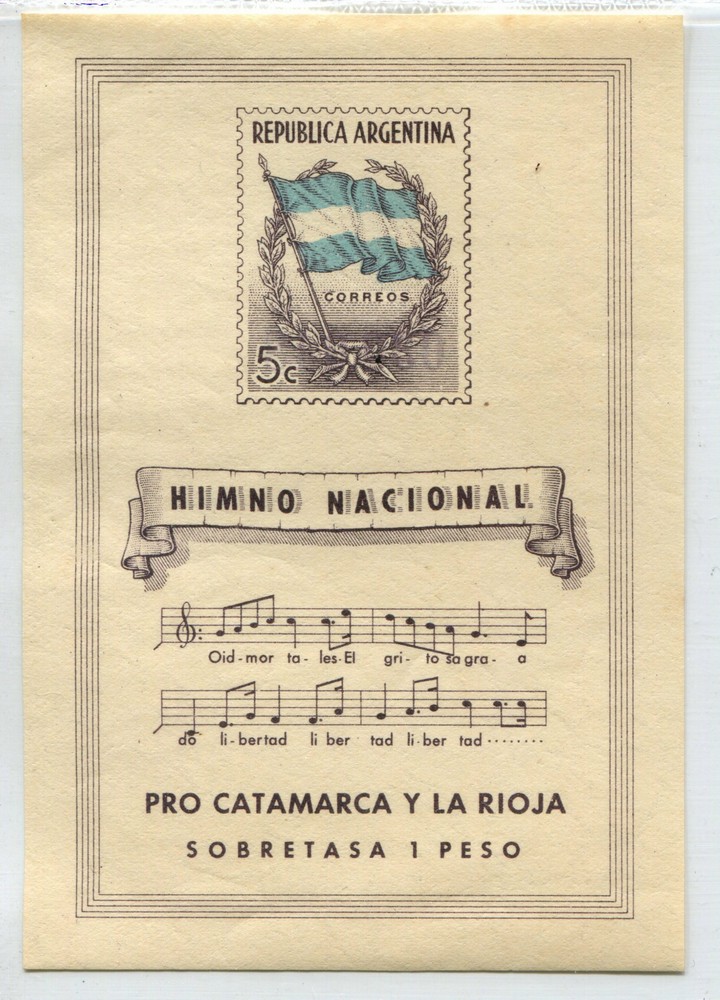 REPUBLICA ARGENTINA
CORREOS
5c
HIMNO NACIONAL
Oid-mor ta- les-El gri- to sagra- a
do li-bertad li ber tad li-ber tad ........
PRO CATAMARCA Y LA RIOJA
SOBRETASA 1 PESO